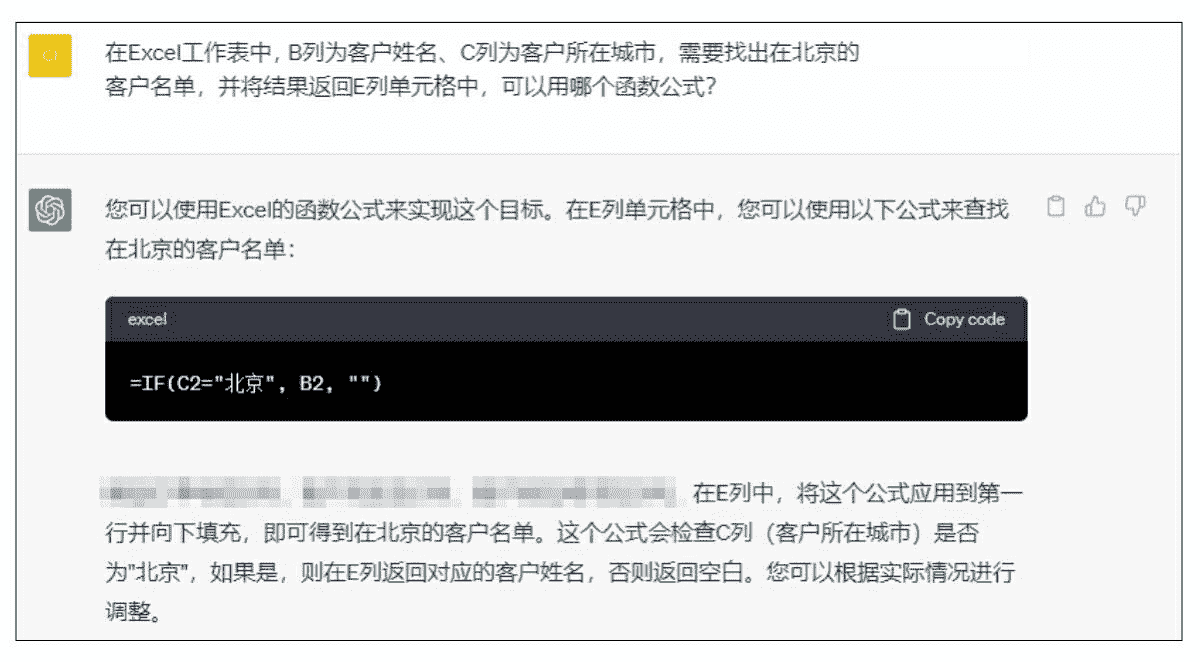 在Excel工作表中, B列为客户姓名、C列为客户所在城市，需要找出在北京的
客户名单，并将结果返回E列单元格中，可以用哪个函数公式？
您可以使用Excel的函数公式来实现这个目标。在E列单元格中，您可以使用以下公式来查找
在北京的客户名单：
excel
Copy code
=IF(C2="北京", B2, "")
在E列中，将这个公式应用到第一
行并向下填充，即可得到在北京的客户名单。这个公式会检查C列（客户所在城市）是否
为"北京"，如果是，则在E列返回对应的客户姓名，否则返回空白。您可以根据实际情况进行
调整。